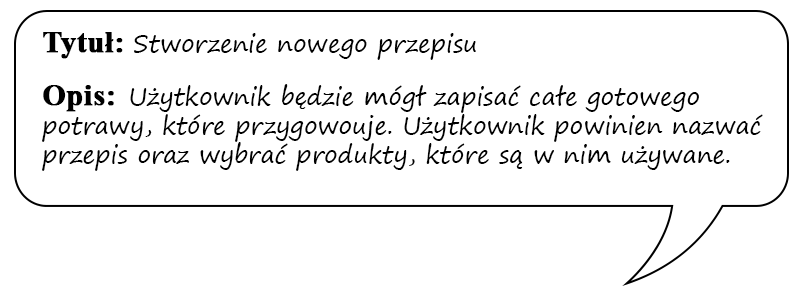 Tytuł: Stworzenie nowego przepisu
Opis: Użytkownik będzie mógł zapisać całe gotowego
potrawy, które przygowouje. Użytkownik powinien nazwać
przepis oraz wybrać produkty, które są w nim używane.